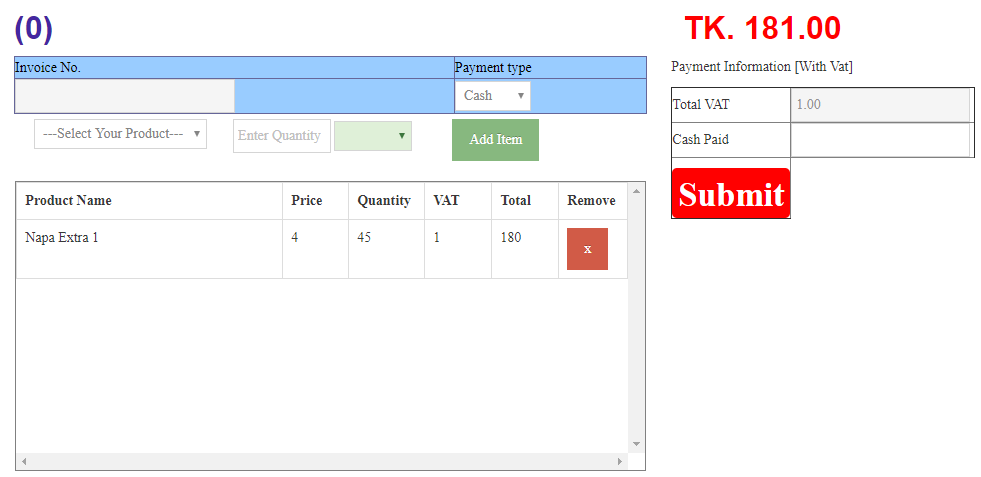 (0)
TK. 181.00
Invoice No. Payment type
Cash
---Select Your Product--- Enter Quantity Add Item
Payment Information [With Vat]
Total VAT 1.00
Cash Paid
Submit
Product Name Price Quantity VAT Total Remove
Napa Extra 1 4 45 1 180 x